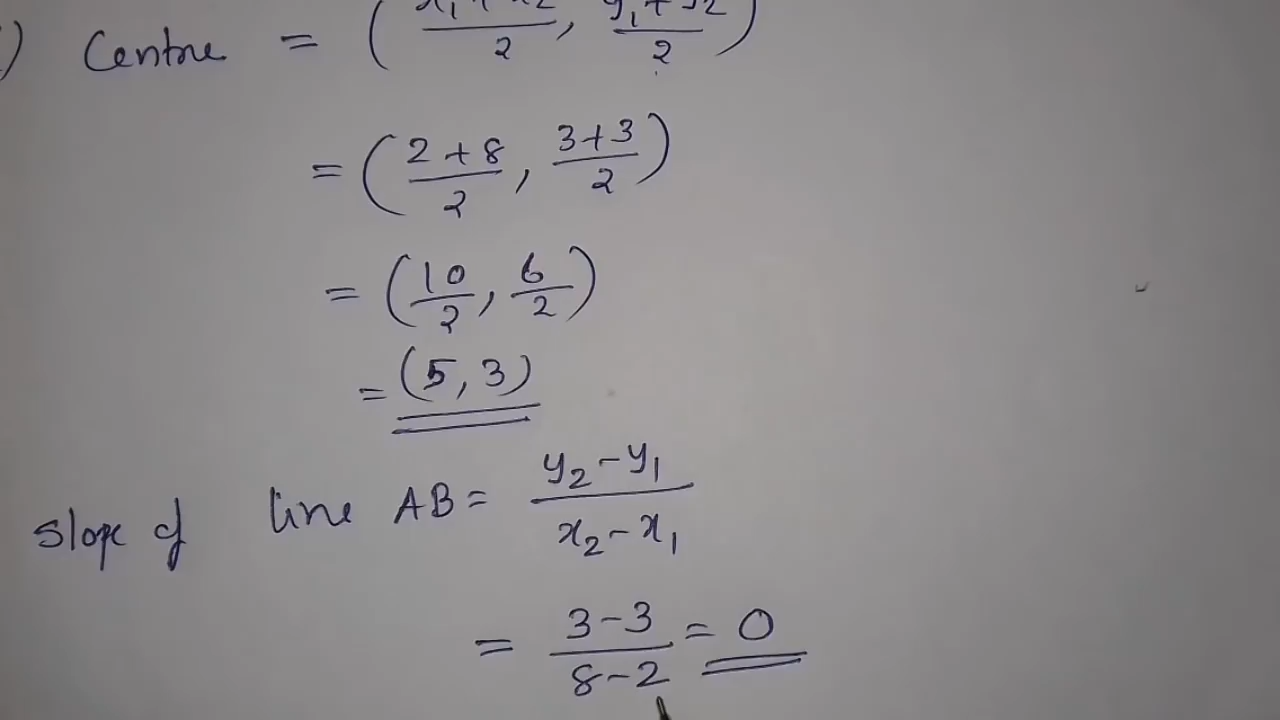 ) Centre = (x₁+x₂/2, y₁+y₂/2)
= (2+8/2, 3+3/2)
= (10/2, 6/2)
= (5, 3)
Slope of line AB = y₂-y₁/x₂-x₁
= 3-3/8-2 = 0